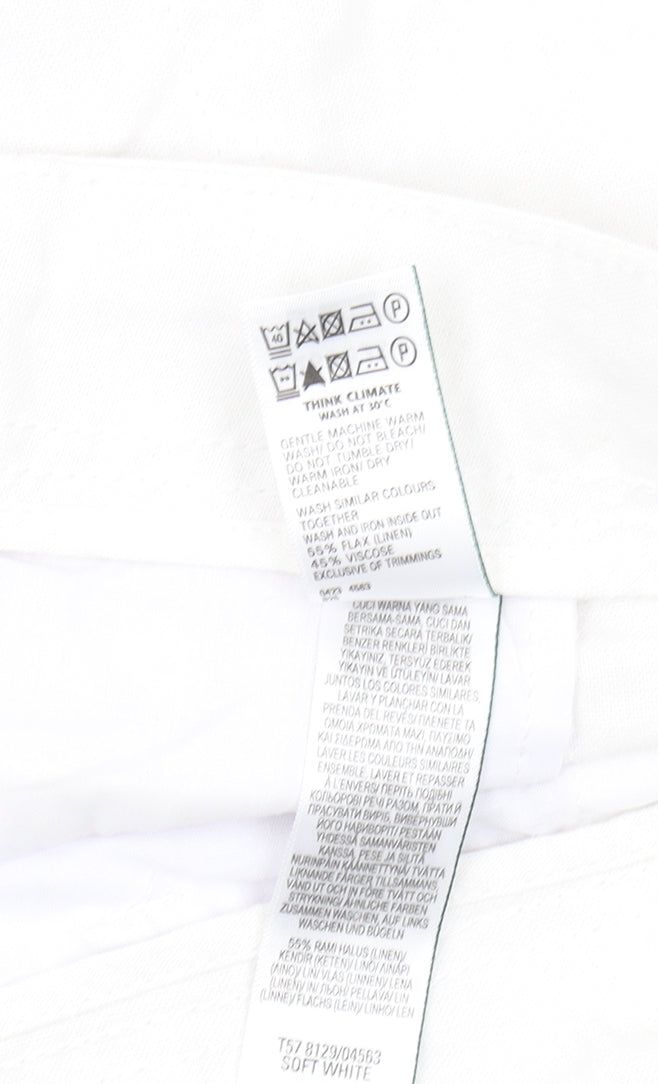 40
P
P
THINK CLIMATE
WASH AT 30°C
GENTLE MACHINE WARM
WASH/ DO NOT BLEACH/
DO NOT TUMBLE DRY/
WARM IRON/ DRY
CLEANABLE
WASH SIMILAR COLOURS
TOGETHER
WASH AND IRON INSIDE OUT
55% FLAX (LINEN)
45% VISCOSE
EXCLUSIVE OF TRIMMINGS
0423 4563
CUCI WARNA YANG SAMA
BERSAMA-SAMA, CUCI DAN
SETRIKA SECARA TERBALIK/
BENZER RENKLERİ BİRLİKTE
YIKAYINIZ, TERSYUZ EDEREK
YIKAYIN VE ÜTÜLEYİN/ LAVAR
JUNTOS LOS COLORES SIMILARES,
LAVAR Y PLANCHAR CON LA
PRENDA DEL REVÉS/ ΠΛΕΝΕΤΕ ΤΑ
ΟΜΟΙΑ ΧΡΩΜΑΤΑ ΜΑΖΙ, ΠΛΥΣΙΜΟ
ΚΑΙ ΣΙΔΕΡΩΜΑ ΑΠΟ ΤΗΝ ΑΝΑΠΟΔΗ/
LAVER LES COULEURS SIMILAIRES
ENSEMBLE, LAVER ET REPASSER
À L'ENVERS/ ПЕРІТЬ ПОДІБНІ
КОЛЬОРОВІ РЕЧІ РАЗОМ, ПРАТИ Й
ПРАСУВАТИ ВИРІБ, ВИВЕРНУВШИ
ЙОГО НАВИВОРІТ/ PESTÄÄN
YHDESSÄ SAMANVÄRISTEN
KANSSA, PESE JA SILITÄ
NURINPÄIN KÄÄNNETTYNÄ/ TVÄTTA
LIKNANDE FÄRGER TILLSAMMANS,
VÄND UT OCH IN FÖRE TVÄTT OCH
STRYKNING/ ÄHNLICHE FARBEN
ZUSAMMEN WASCHEN, AUF LINKS
WASCHEN UND BÜGELN
55% RAMI HALUS (LINEN)/
KENDİR (KETEN)/ LINO/ ΛΙΝΑΡΙ
(ΛΙΝΟ)/ LIN/ VLAS (LINNEN)/ LENA
(LINEN)/ IN/ ЛЬОН/ PELLAVA/ LIN
(LINNE)/ FLACHS (LEIN)/ LINHO/ LEN
T57 8129/04563
SOFT WHITE